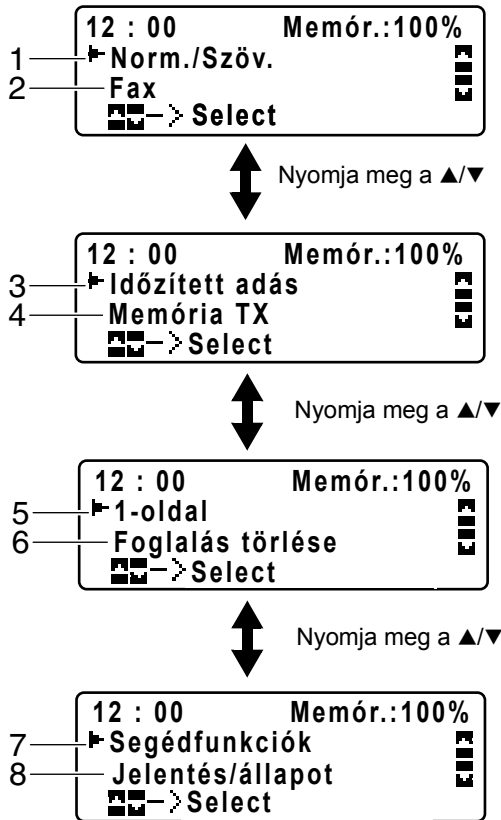 12 : 00 Memór.:100%
1 Norm./Szöv.
2 Fax
–> Select
Nyomja meg a ▲/▼
12 : 00 Memór.:100%
3 Időzített adás
4 Memória TX
–> Select
Nyomja meg a ▲/▼
12 : 00 Memór.:100%
5 1-oldal
6 Foglalás törlése
–> Select
Nyomja meg a ▲/▼
12 : 00 Memór.:100%
7 Segédfunkciók
8 Jelentés/állapot
–> Select